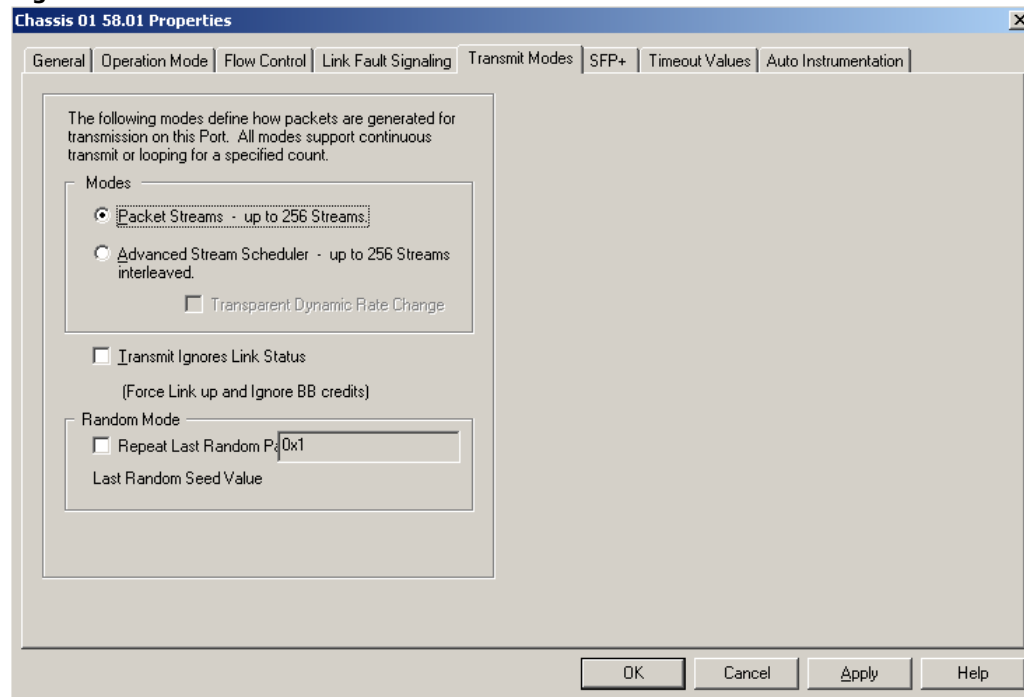 Chassis 01 58.01 Properties
General Operation Mode Flow Control Link Fault Signaling Transmit Modes SFP+ Timeout Values Auto Instrumentation
The following modes define how packets are generated for
transmission on this Port. All modes support continuous
transmit or looping for a specified count.
Modes
Packet Streams - up to 256 Streams.
Advanced Stream Scheduler - up to 256 Streams
interleaved.
Transparent Dynamic Rate Change
Transmit Ignores Link Status
(Force Link up and Ignore BB credits)
Random Mode
Repeat Last Random Pa 0x1
Last Random Seed Value
OK Cancel Apply Help